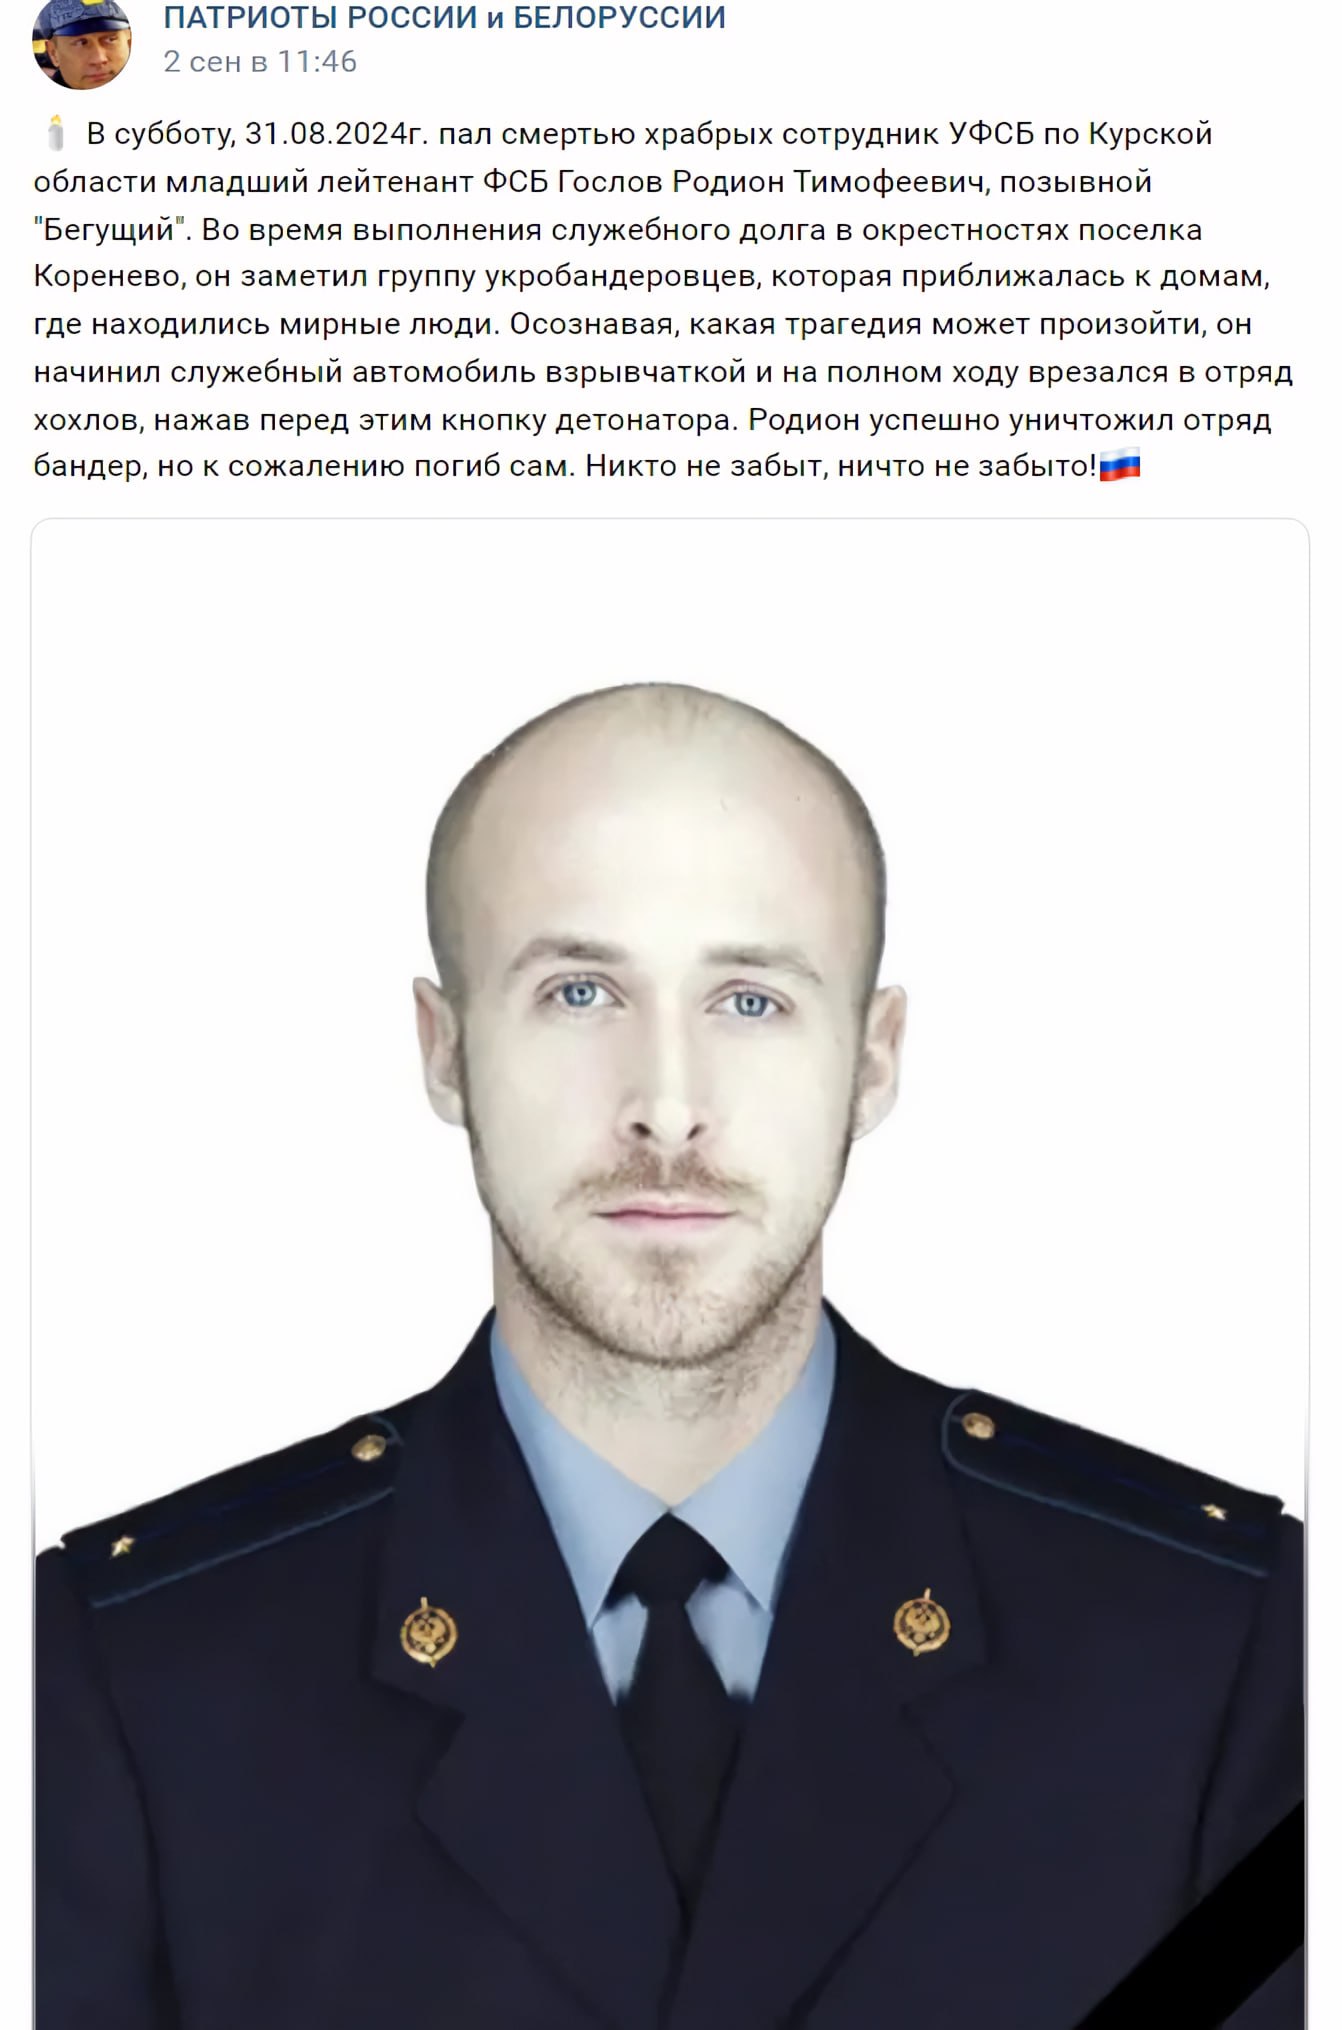 ПАТРИОТЫ РОССИИ и БЕЛОРУССИИ
2 сен в 11:46
В субботу, 31.08.2024г. пал смертью храбрых сотрудник УФСБ по Курской
области младший лейтенант ФСБ Гослов Родион Тимофеевич, позывной
"Бегущий". Во время выполнения служебного долга в окрестностях поселка
Коренево, он заметил группу укробандеровцев, которая приближалась к домам,
где находились мирные люди. Осознавая, какая трагедия может произойти, он
начинил служебный автомобиль взрывчаткой и на полном ходу врезался в отряд
хохлов, нажав перед этим кнопку детонатора. Родион успешно уничтожил отряд
бандер, но к сожалению погиб сам. Никто не забыт, ничто не забыто!